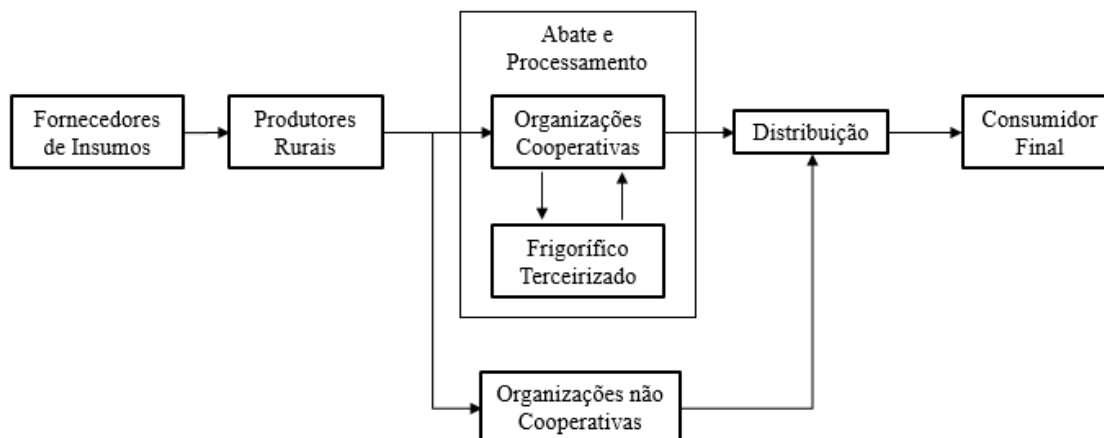 Abate e
Processamento
Fornecedores
de Insumos
Produtores
Rurais
Organizações
Cooperativas
Distribuição
Consumidor
Final
Frigorífico
Terceirizado
Organizações não
Cooperativas